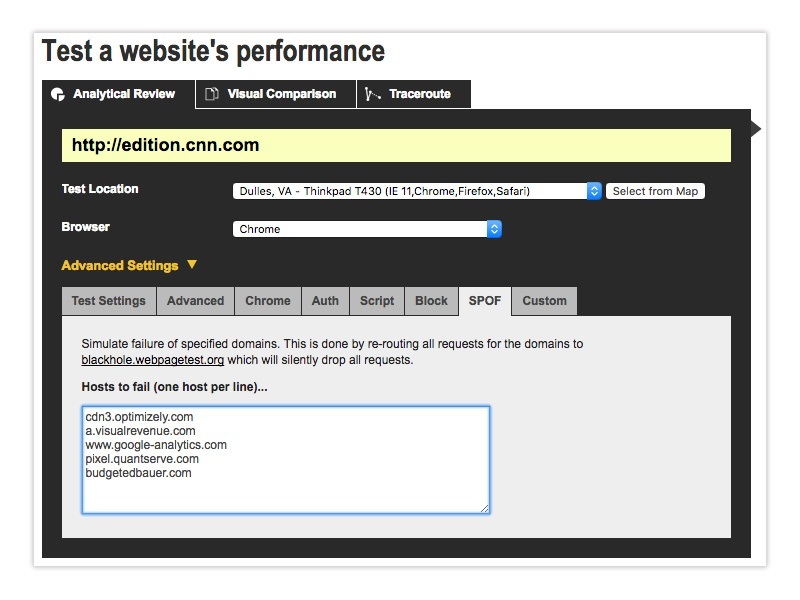 Test a website's performance
Analytical Review
Visual Comparison
Traceroute
http://edition.cnn.com
Test Location
Dulles, VA - Thinkpad T430 (IE 11,Chrome,Firefox,Safari)
Select from Map
Browser
Chrome
Advanced Settings ▼
Test Settings
Advanced
Chrome
Auth
Script
Block
SPOF
Custom
Simulate failure of specified domains. This is done by re-routing all requests for the domains to
blackhole.webpagetest.org which will silently drop all requests.
Hosts to fail (one host per line)...
cdn3.optimizely.com
a.visualrevenue.com
www.google-analytics.com
pixel.quantserve.com
budgetedbauer.com